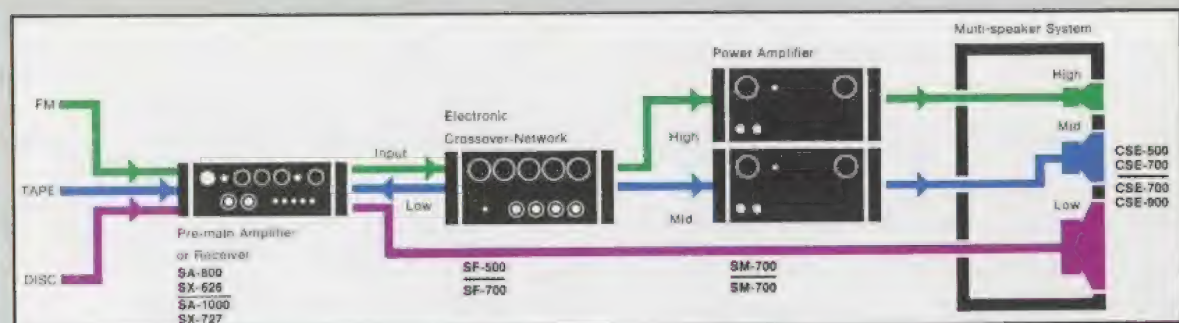 Multi-speaker System
Power Amplifier
High
FM
Electronic
Crossover-Network
High
Mid
Input
CSE-500
CSE-700
CSE-700
CSE-900
TAPE
Low
Mid
Low
Pre-main Amplifier
or Receiver
DISC
SA-800
SX-626
SA-1000
SX-727
SF-500
SF-700
SM-700
SM-700